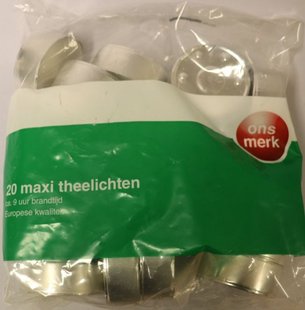 ons
merk
20 maxi theelichten
ca. 9 uur brandtijd
Europese kwaliteit